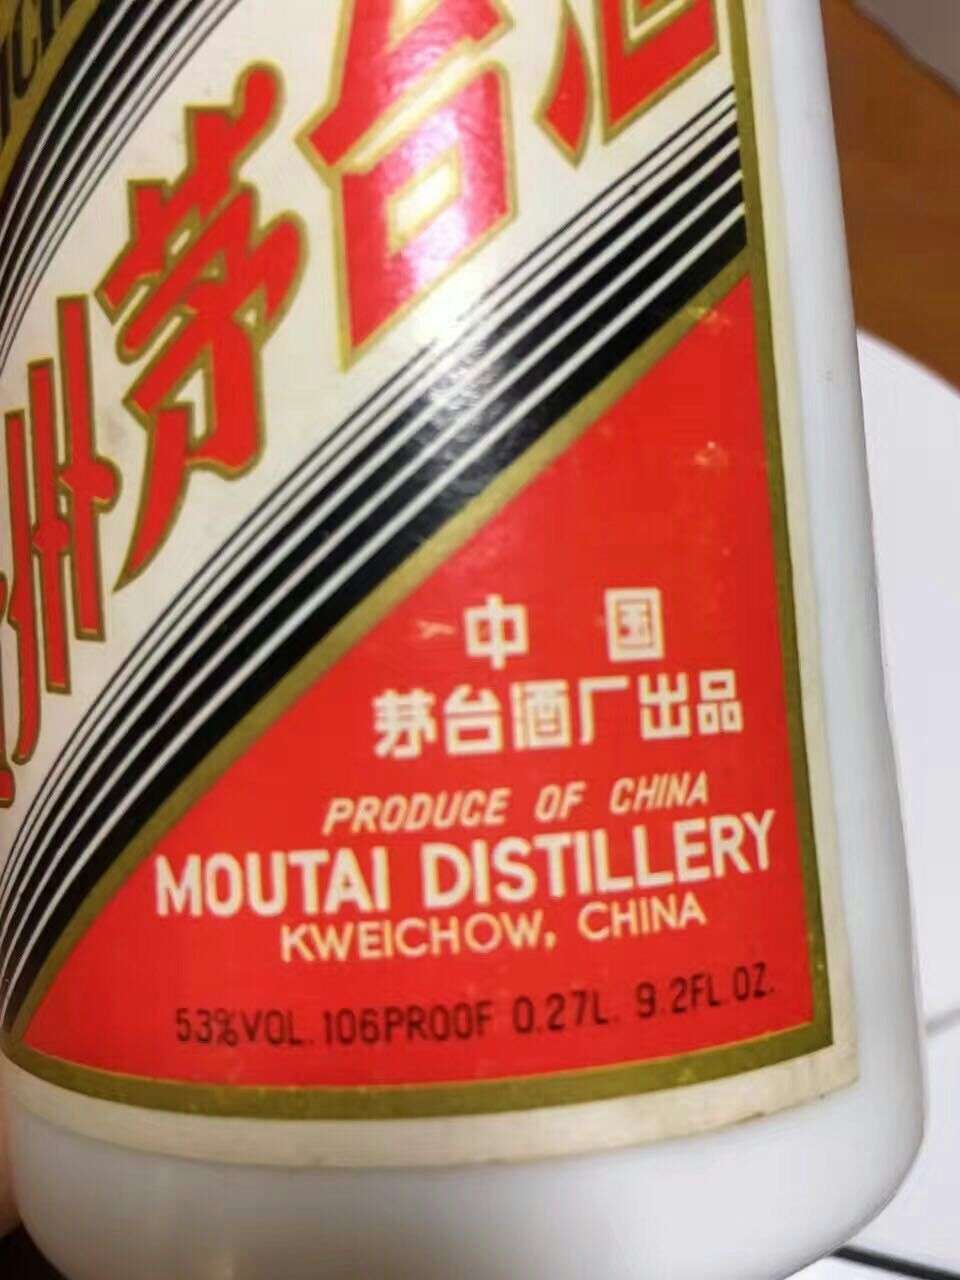 州茅台
中国
茅台酒厂出品
PRODUCE OF CHINA
MOUTAI DISTILLERY
KWEICHOW, CHINA
53%VOL. 106PROOF 0.27L. 9.2FL.OZ.